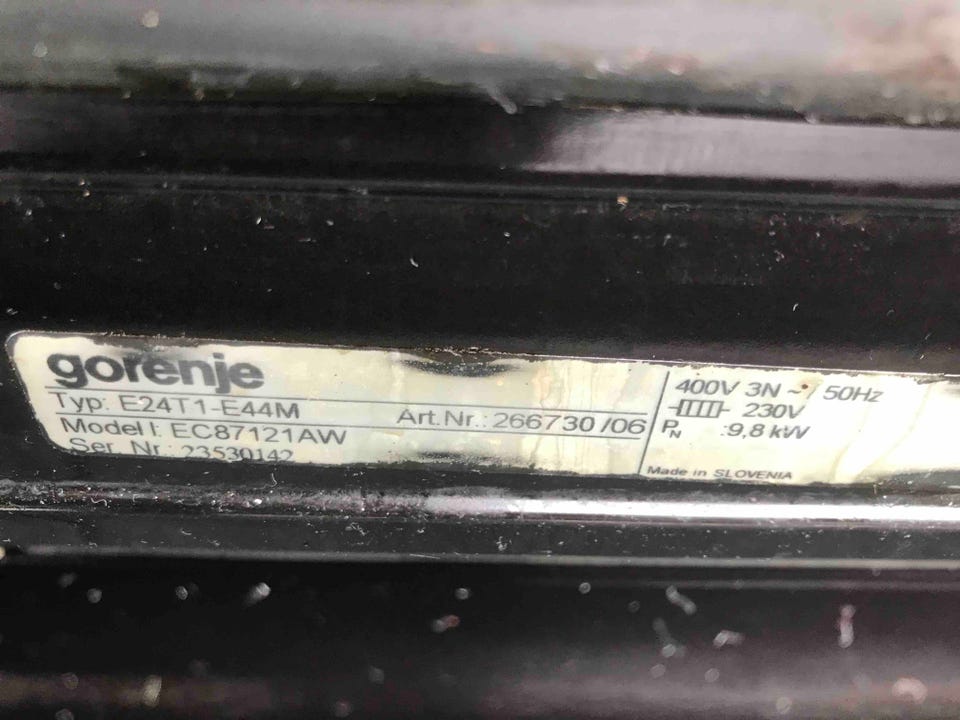 gorenje
Typ: E24T1-E44M
Art.Nr.: 266730 /06
Model I: EC87121AW
Ser. Nr.: 23530142
400V 3N ~ / 50Hz
230V
PN :9,8 kW
Made in SLOVENIA